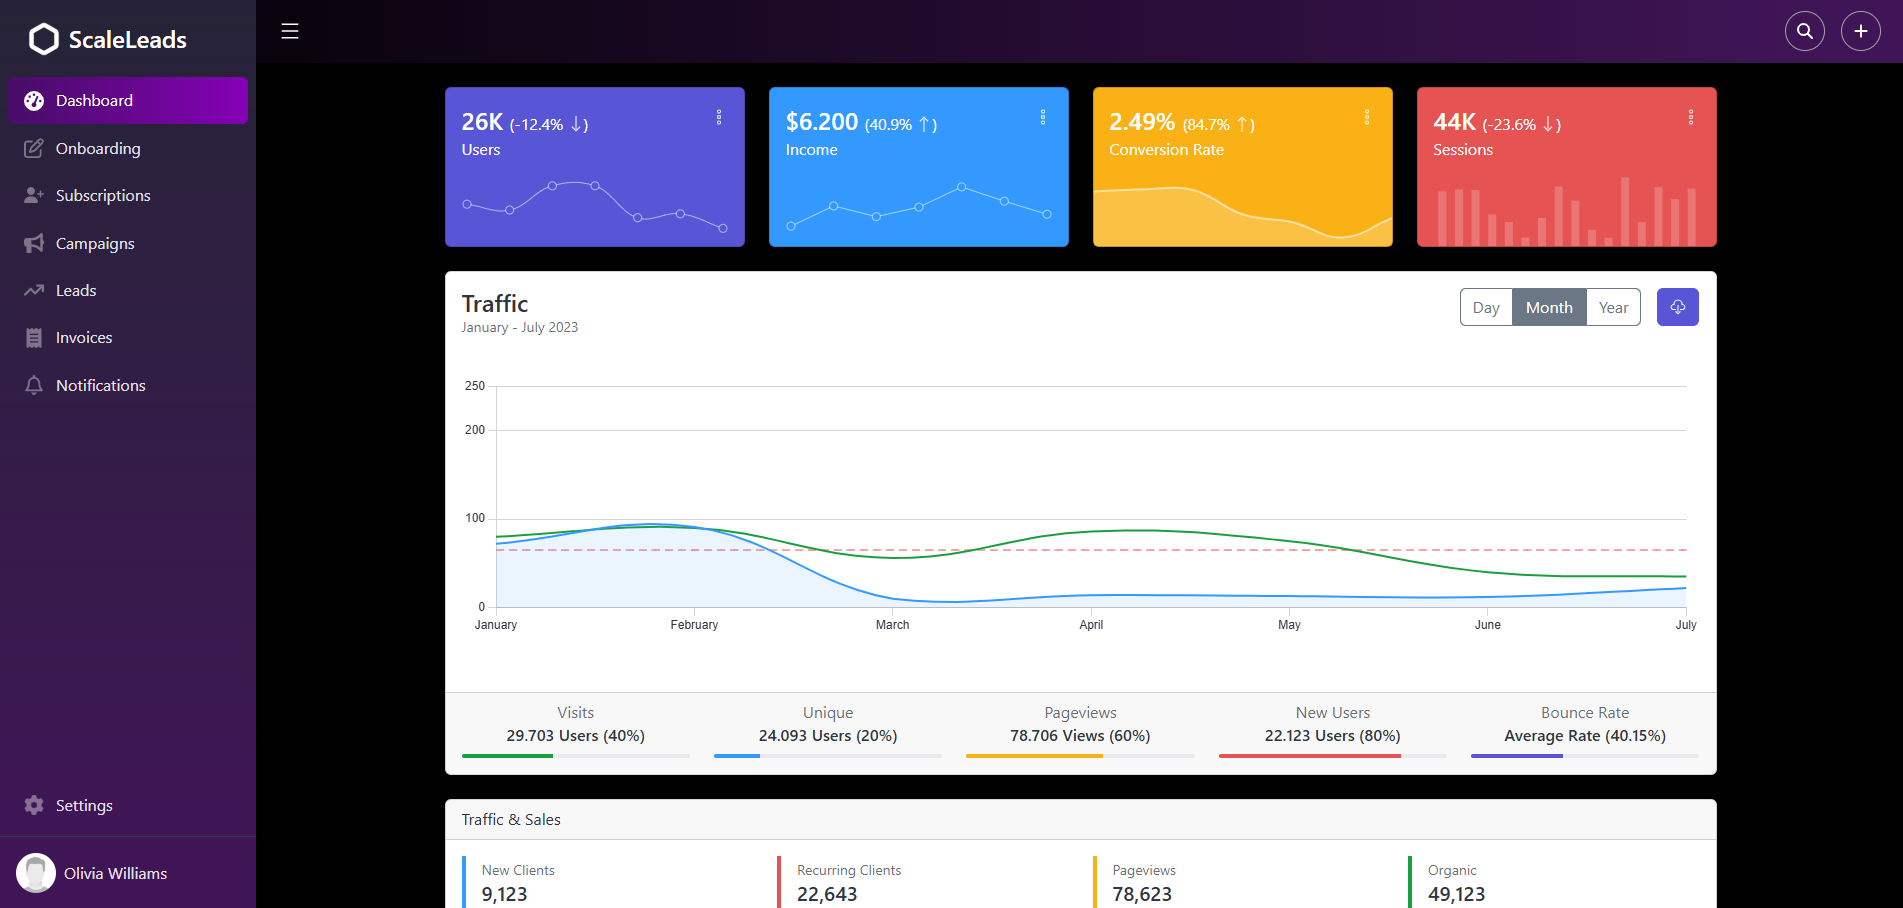 ScaleLeads
Dashboard
Onboarding
Subscriptions
Campaigns
Leads
Invoices
Notifications
Settings
Olivia Williams
26K (-12.4% ↓)
Users
$6.200 (40.9% ↑)
Income
2.49% (84.7% ↑)
Conversion Rate
44K (-23.6% ↓)
Sessions
Traffic
January - July 2023
Day Month Year
250
200
100
0
January February March April May June July
Visits
29.703 Users (40%)
Unique
24.093 Users (20%)
Pageviews
78.706 Views (60%)
New Users
22.123 Users (80%)
Bounce Rate
Average Rate (40.15%)
Traffic & Sales
New Clients
9,123
Recurring Clients
22,643
Pageviews
78,623
Organic
49,123